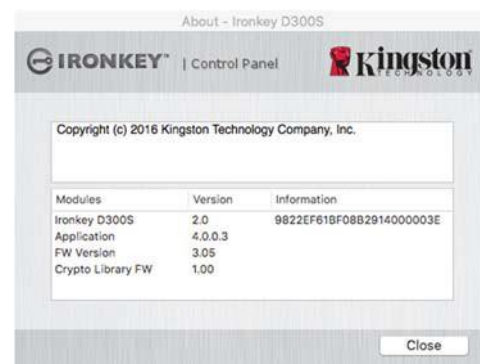 About - Ironkey D300S
IRONKEY™ | Control Panel
Kingston
TECHNOLOGY
Copyright (c) 2016 Kingston Technology Company, Inc.
Modules Version Information
Ironkey D300S 2.0 9822EF61BF08B2914000003E
Application 4.0.0.3
FW Version 3.05
Crypto Library FW 1.00
Close